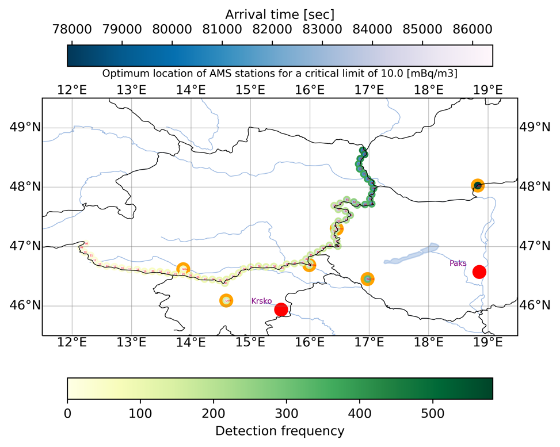 Arrival time [sec]
78000 79000 80000 81000 82000 83000 84000 85000 86000
Optimum location of AMS stations for a critical limit of 10.0 [mBq/m3]
12°E 13°E 14°E 15°E 16°E 17°E 18°E 19°E
49°N 49°N
48°N 48°N
47°N 47°N
Paks
Krsko
46°N 46°N
12°E 13°E 14°E 15°E 16°E 17°E 18°E 19°E
0 100 200 300 400 500
Detection frequency